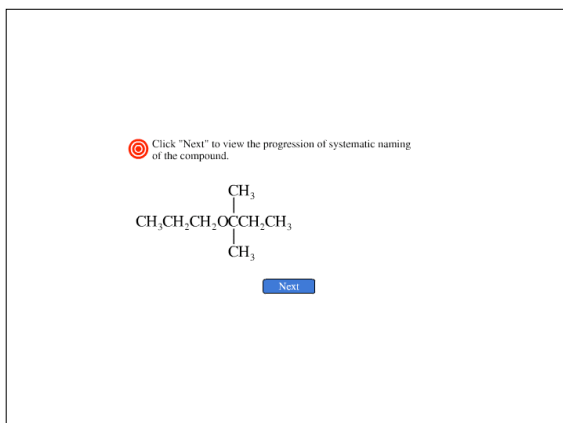 Click "Next" to view the progression of systematic naming
of the compound.
CH₃
CH₃CH₂CH₂OCCH₂CH₃
CH₃
Next